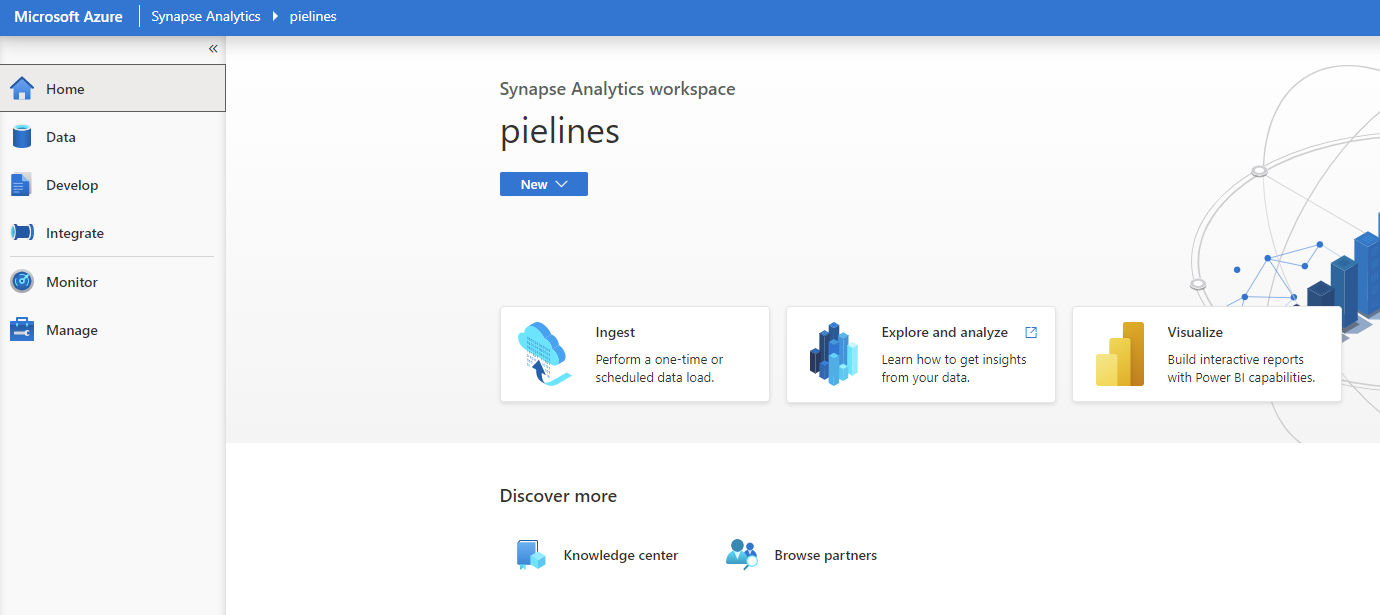 Microsoft Azure
Synapse Analytics
pielines
Home
Data
Develop
Integrate
Monitor
Manage
Synapse Analytics workspace
pielines
New
Ingest
Perform a one-time or
scheduled data load.
Explore and analyze
Learn how to get insights
from your data.
Visualize
Build interactive reports
with Power BI capabilities.
Discover more
Knowledge center
Browse partners